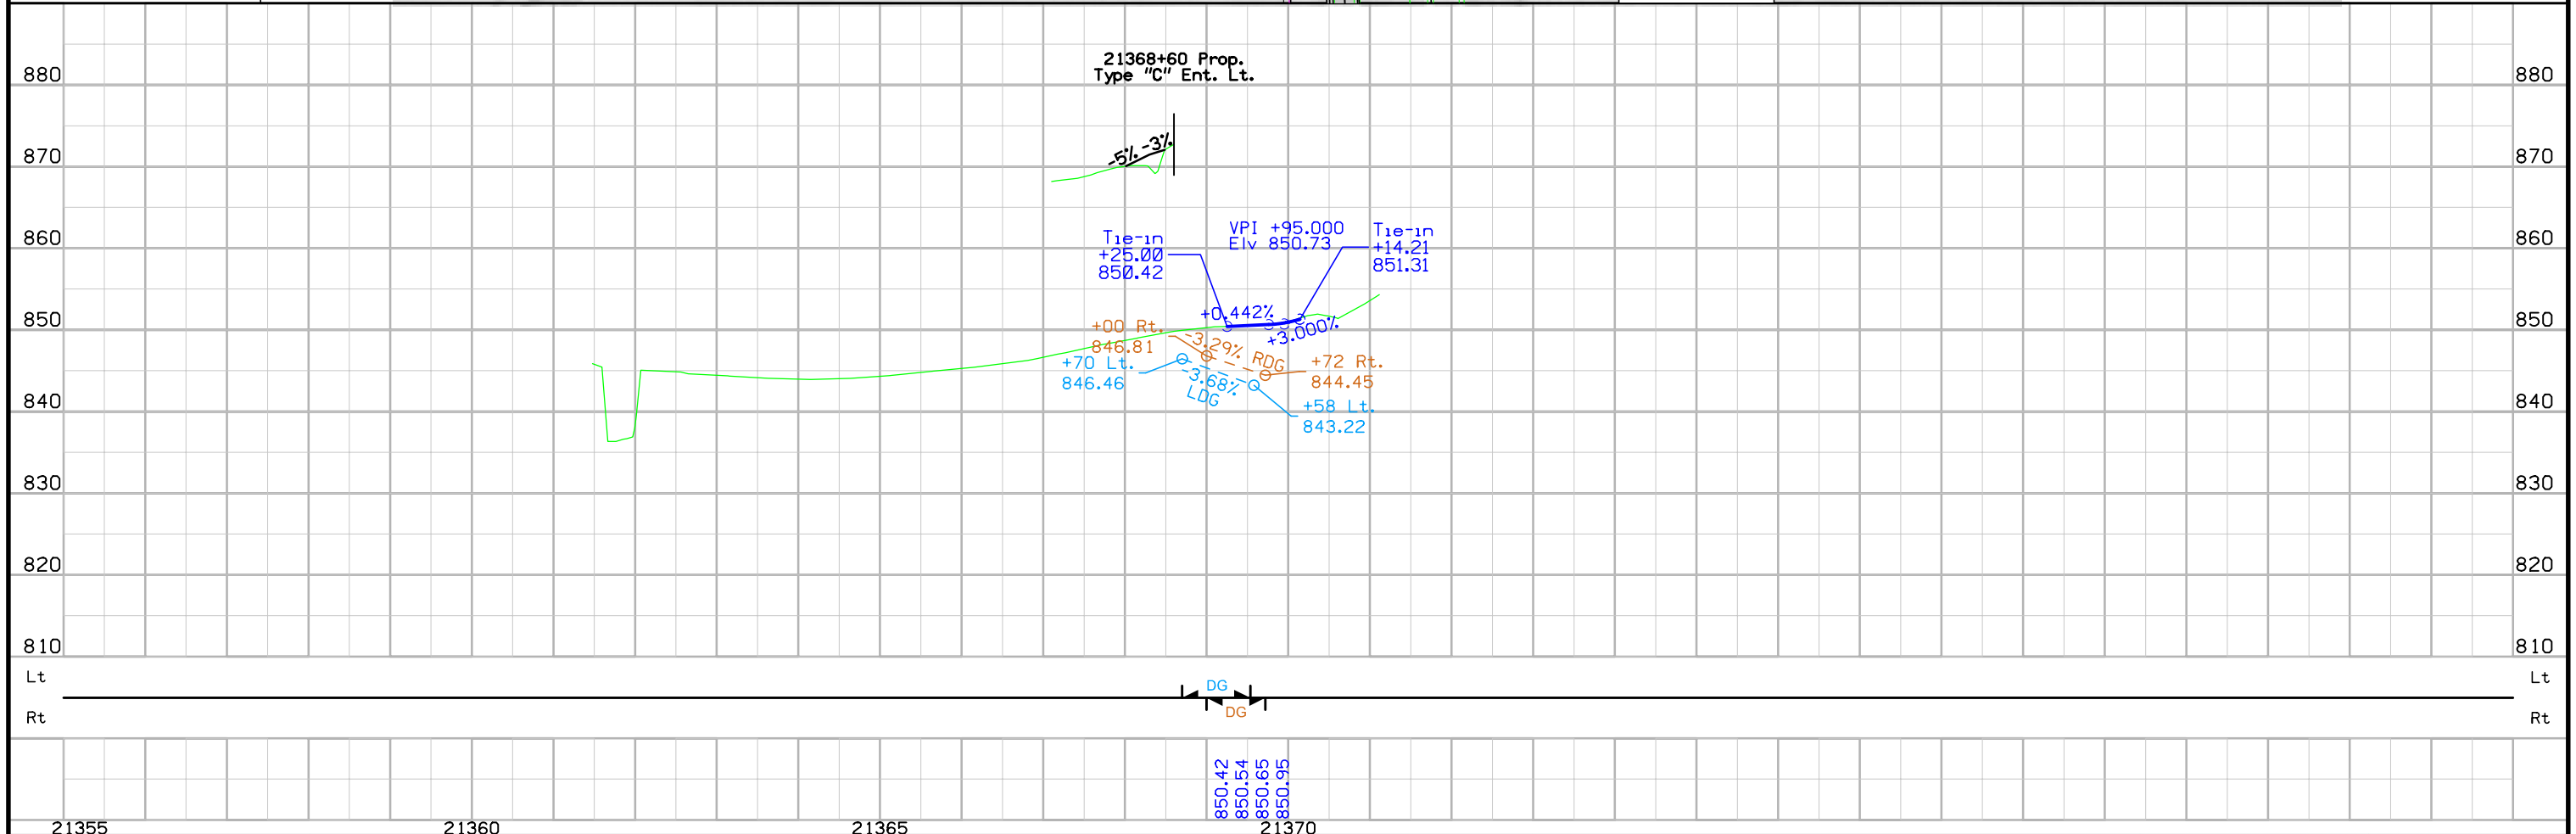 21368+60 Prop.
Type "C" Ent. Lt.
880
880
-5% -3%
870
870
860
860
Tie-in
+25.00
850.42
VPI +95.000
Elv 850.73
Tie-in
+14.21
851.31
850
850
+0.442%
+3.000%
+00 Rt.
846.81
-3.29% RDG
+72 Rt.
844.45
+70 Lt.
846.46
-3.68%
LDG
+58 Lt.
843.22
840
840
830
830
820
820
810
810
Lt
Lt
DG
Rt
Rt
DG
850.42
850.54
850.65
850.95
21355
21360
21365
21370